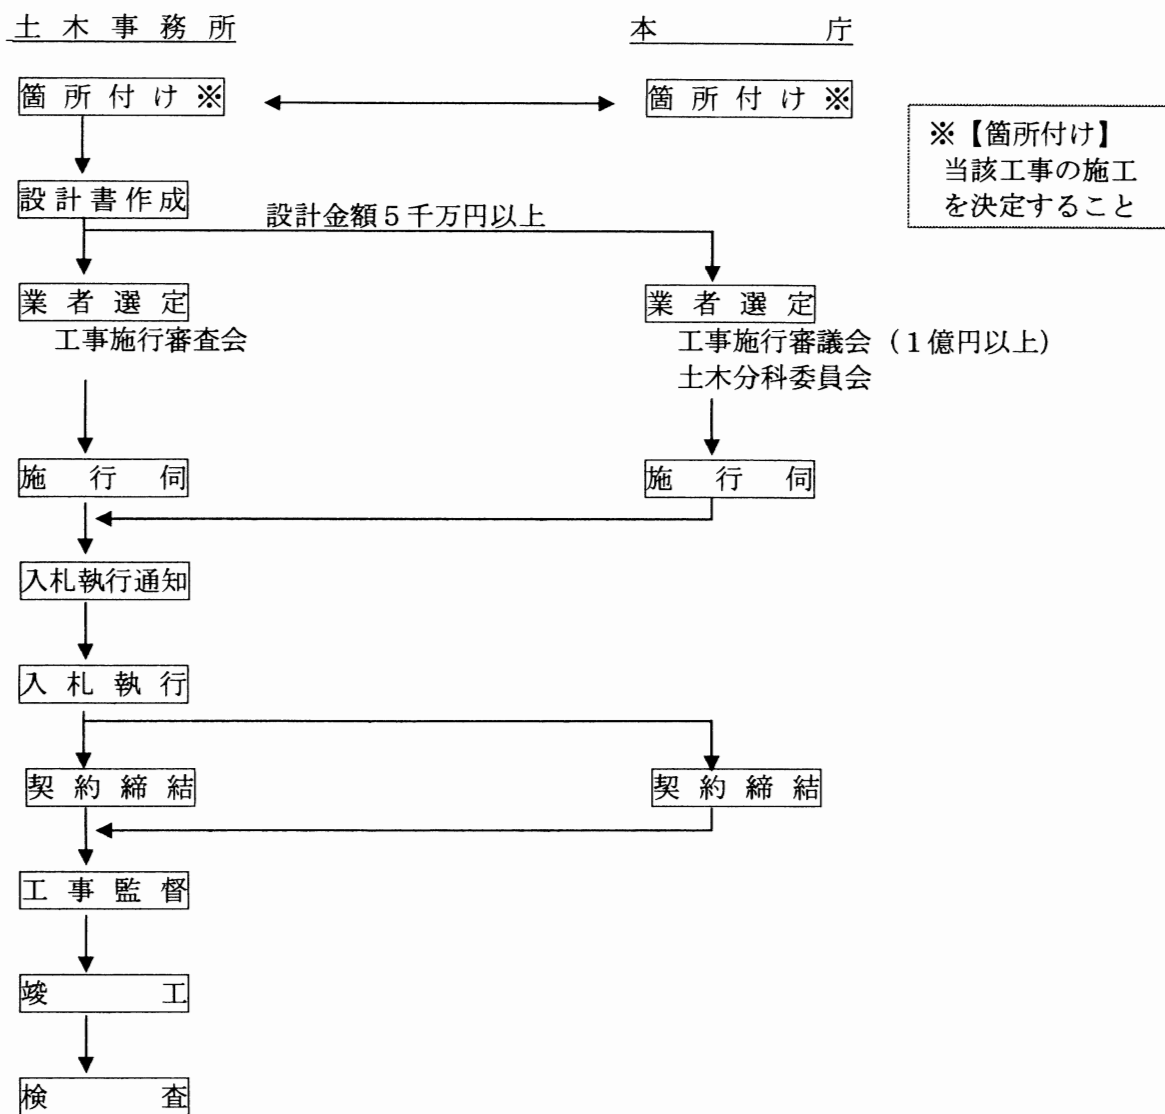 土木事務所
本庁
箇所付け※
箇所付け※
※【箇所付け】
当該工事の施工
を決定すること
設計書作成
設計金額5千万円以上
業者選定
工事施行審査会
業者選定
工事施行審議会(1億円以上)
土木分科委員会
施行伺
施行伺
入札執行通知
入札執行
契約締結
契約締結
工事監督
竣工
検査